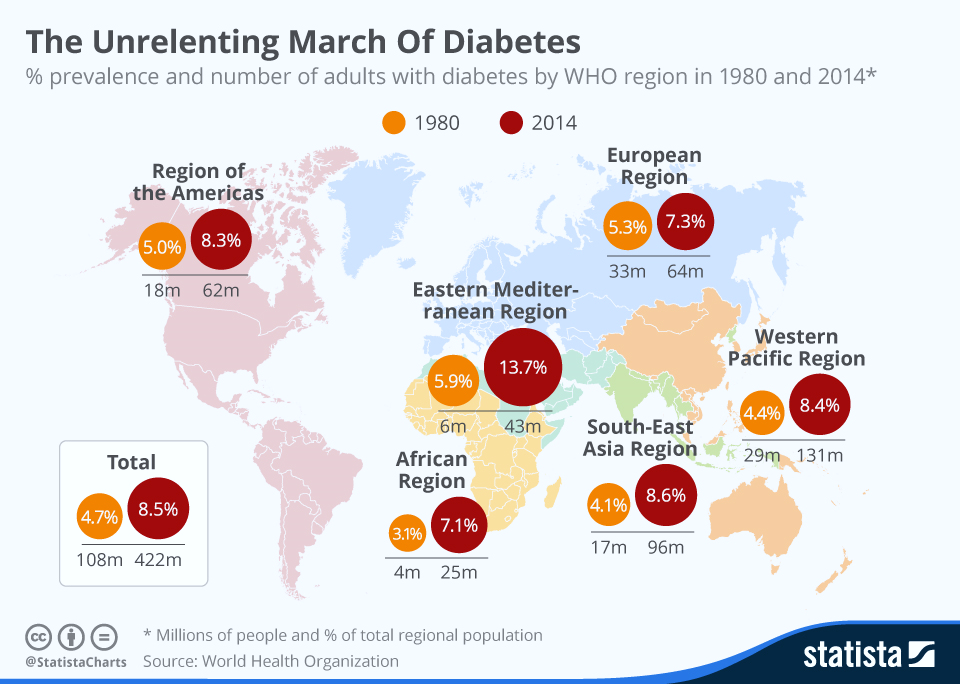 The Unrelenting March Of Diabetes
% prevalence and number of adults with diabetes by WHO region in 1980 and 2014*
1980 2014
Region of
the Americas
5.0% 8.3%
18m 62m
European
Region
5.3% 7.3%
33m 64m
Eastern Mediter-
ranean Region
5.9% 13.7%
6m 43m
Western
Pacific Region
4.4% 8.4%
29m 131m
South-East
Asia Region
4.1% 8.6%
17m 96m
African
Region
3.1% 7.1%
4m 25m
Total
4.7% 8.5%
108m 422m
cc
@StatistaCharts
* Millions of people and % of total regional population
Source: World Health Organization
statista